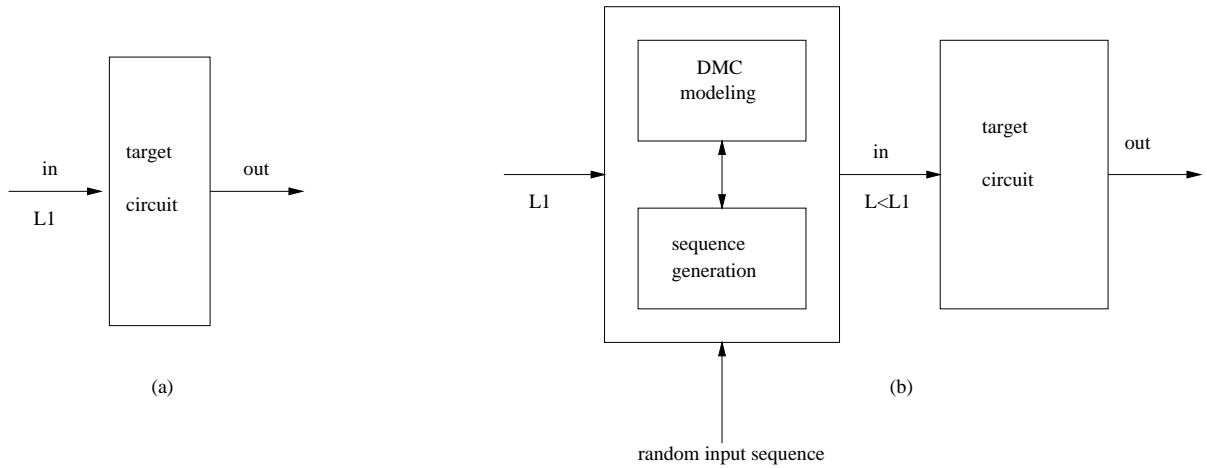 in
L1
target
circuit
out
(a)
L1
DMC
modeling
sequence
generation
random input sequence
in
L<L1
target
circuit
out
(b)